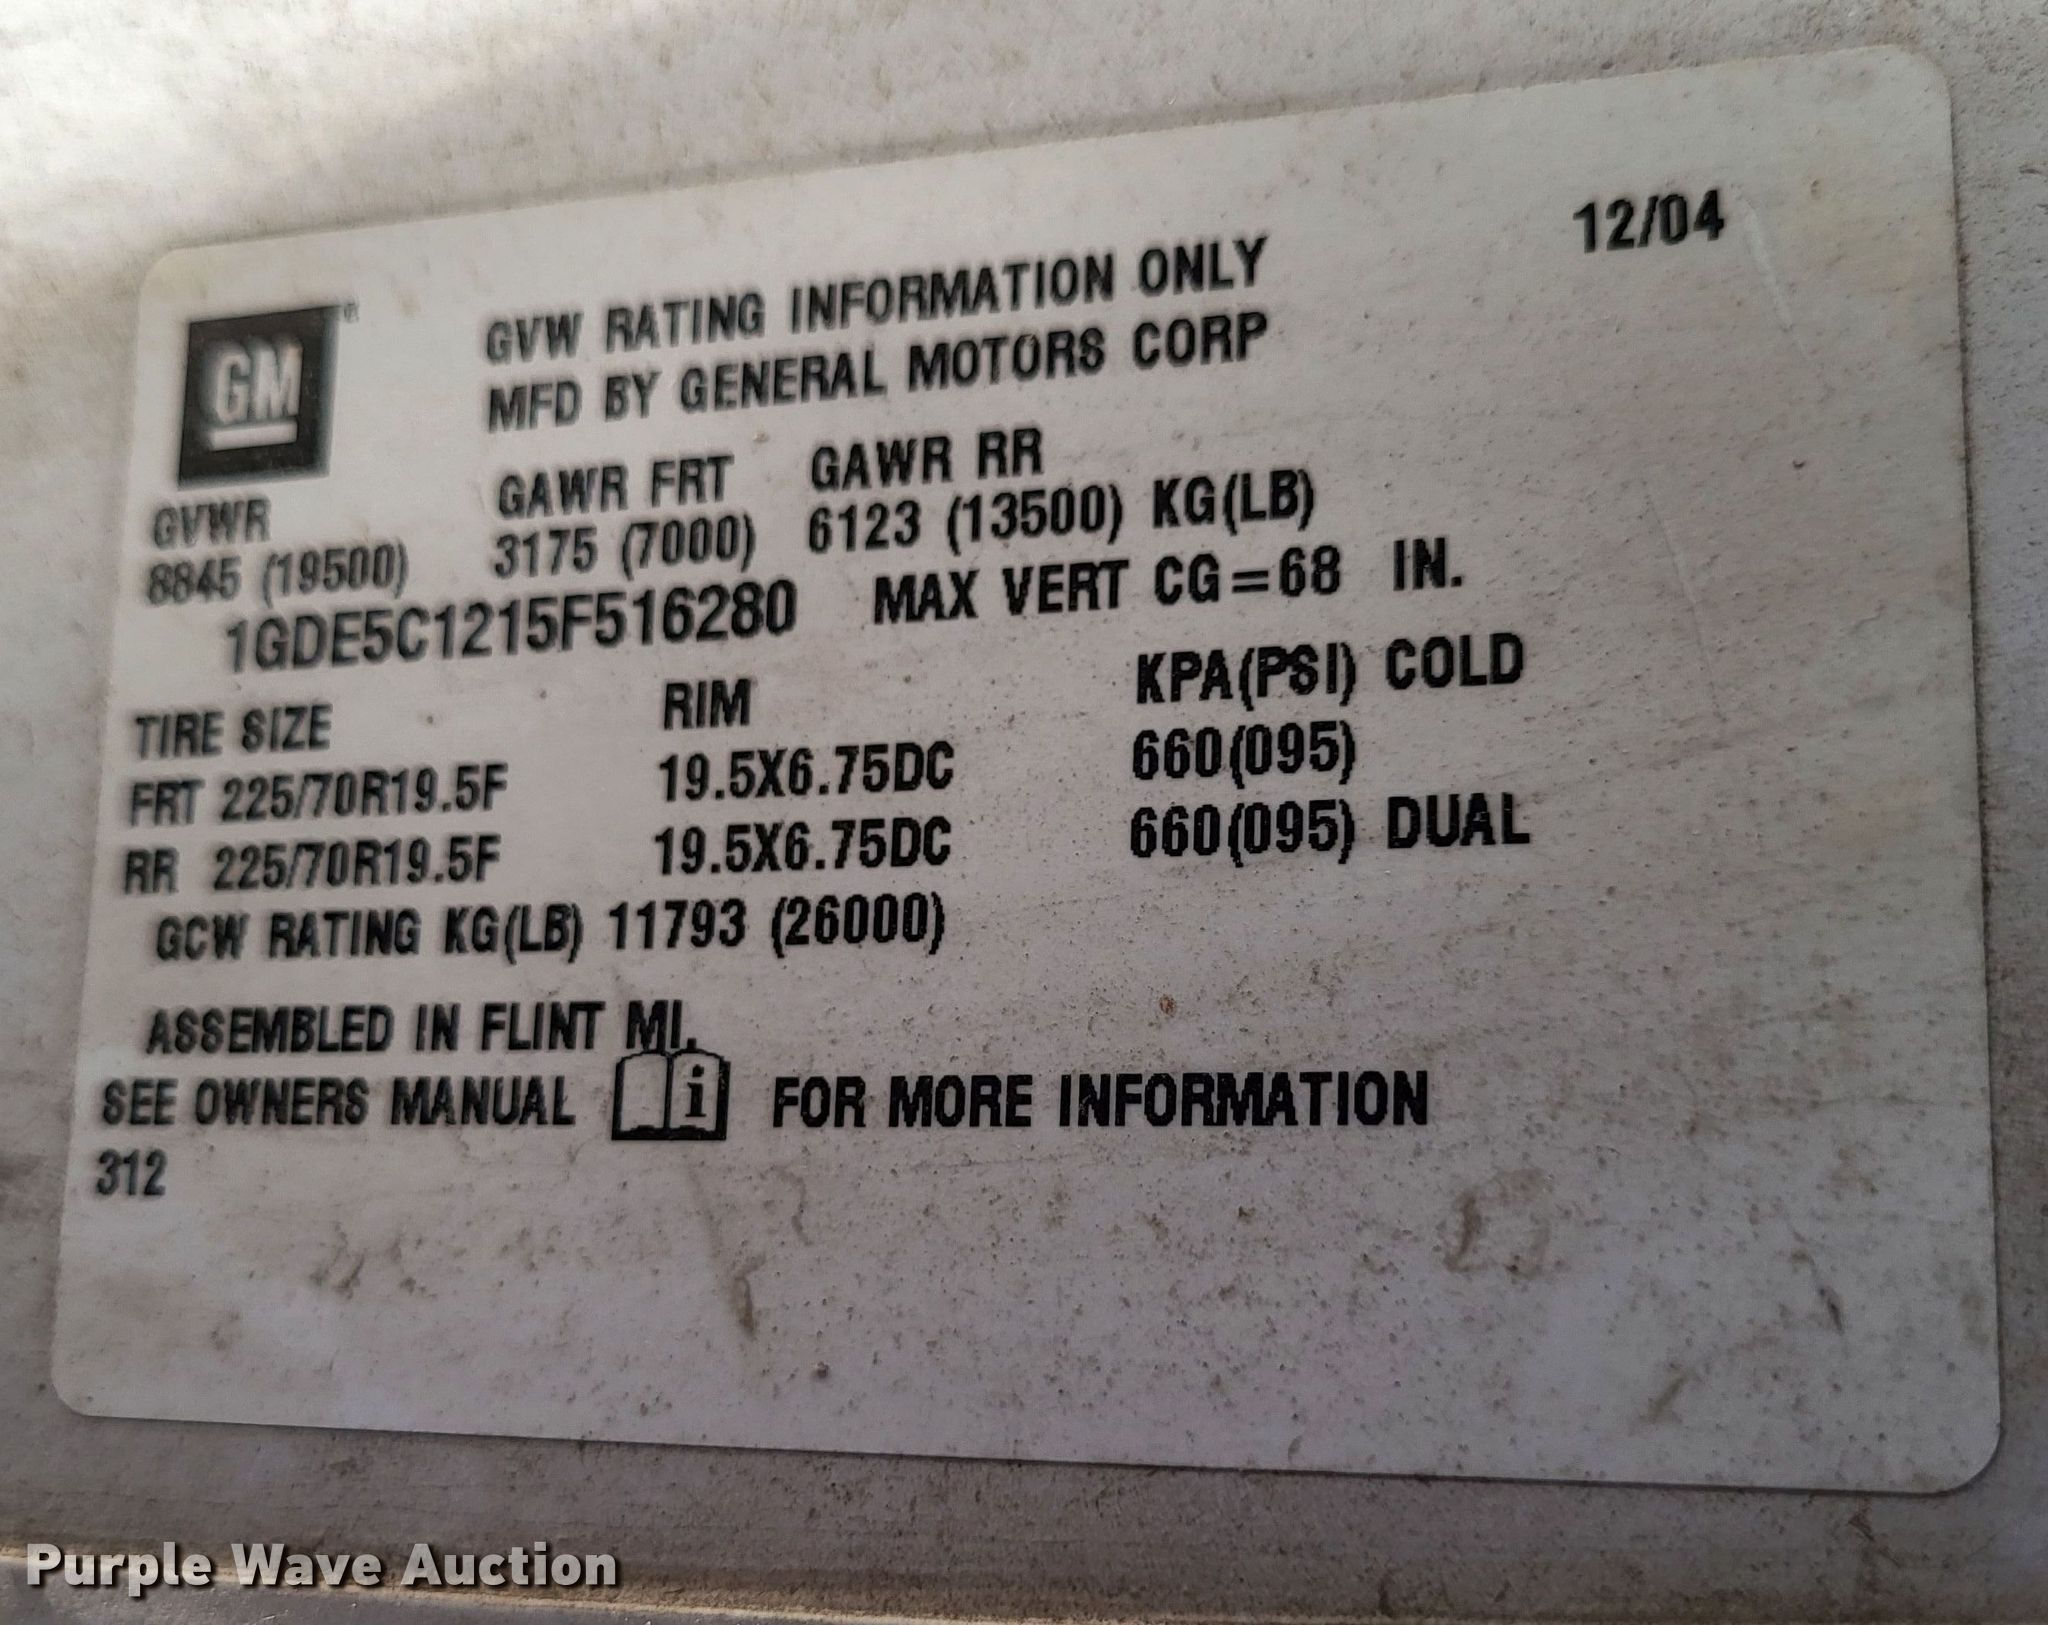 12/04
GM®
GVW RATING INFORMATION ONLY
MFD BY GENERAL MOTORS CORP
GVWR GAWR FRT GAWR RR
8845 (19500) 3175 (7000) 6123 (13500) KG(LB)
1GDE5C1215F516280 MAX VERT CG=68 IN.
TIRE SIZE RIM KPA(PSI) COLD
FRT 225/70R19.5F 19.5X6.75DC 660(095)
RR 225/70R19.5F 19.5X6.75DC 660(095) DUAL
GCW RATING KG(LB) 11793 (26000)
ASSEMBLED IN FLINT MI.
SEE OWNERS MANUAL i FOR MORE INFORMATION
312
Purple Wave Auction